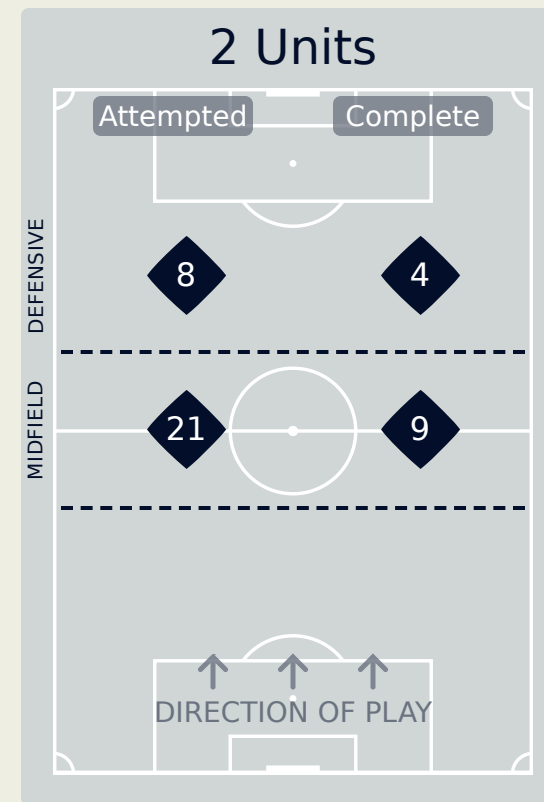 2 Units
Attempted Complete
DEFENSIVE
8 4
MIDFIELD
21 9
DIRECTION OF PLAY